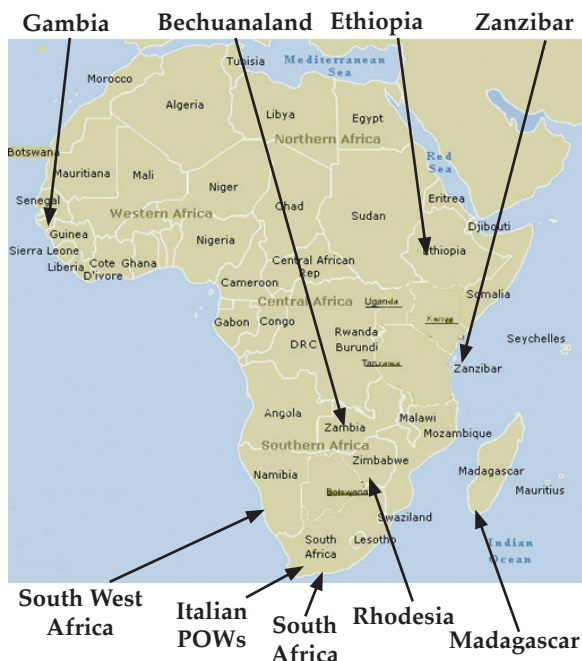 Gambia
Bechuanaland
Ethiopia
Zanzibar
Tunisia
Mediterranean
Sea
Morocco
Algeria
Libya
Egypt
Northern Africa
Botswana
Red
Sea
Mauritiana
Mali
Niger
Senegal
Chad
Eritrea
Western Africa
Sudan
Djibouti
Guinea
Nigeria
Ethiopia
Sierra Leone
Cote
D'ivore
Ghana
Liberia
Central African
Rep
Cameroon
Somalia
Central Africa
Uganda
Kenya
Gabon
Congo
Rwanda
Burundi
DRC
Seychelles
Tanzania
Zanzibar
Angola
Zambia
Malawi
Mozambique
Southern Africa
Zimbabwe
Namibia
Madagascar
Botswana
Mauritius
Swaziland
South
Africa
Lesotho
Indian
Ocean
South West
Africa
Italian
POWs
South
Africa
Rhodesia
Madagascar